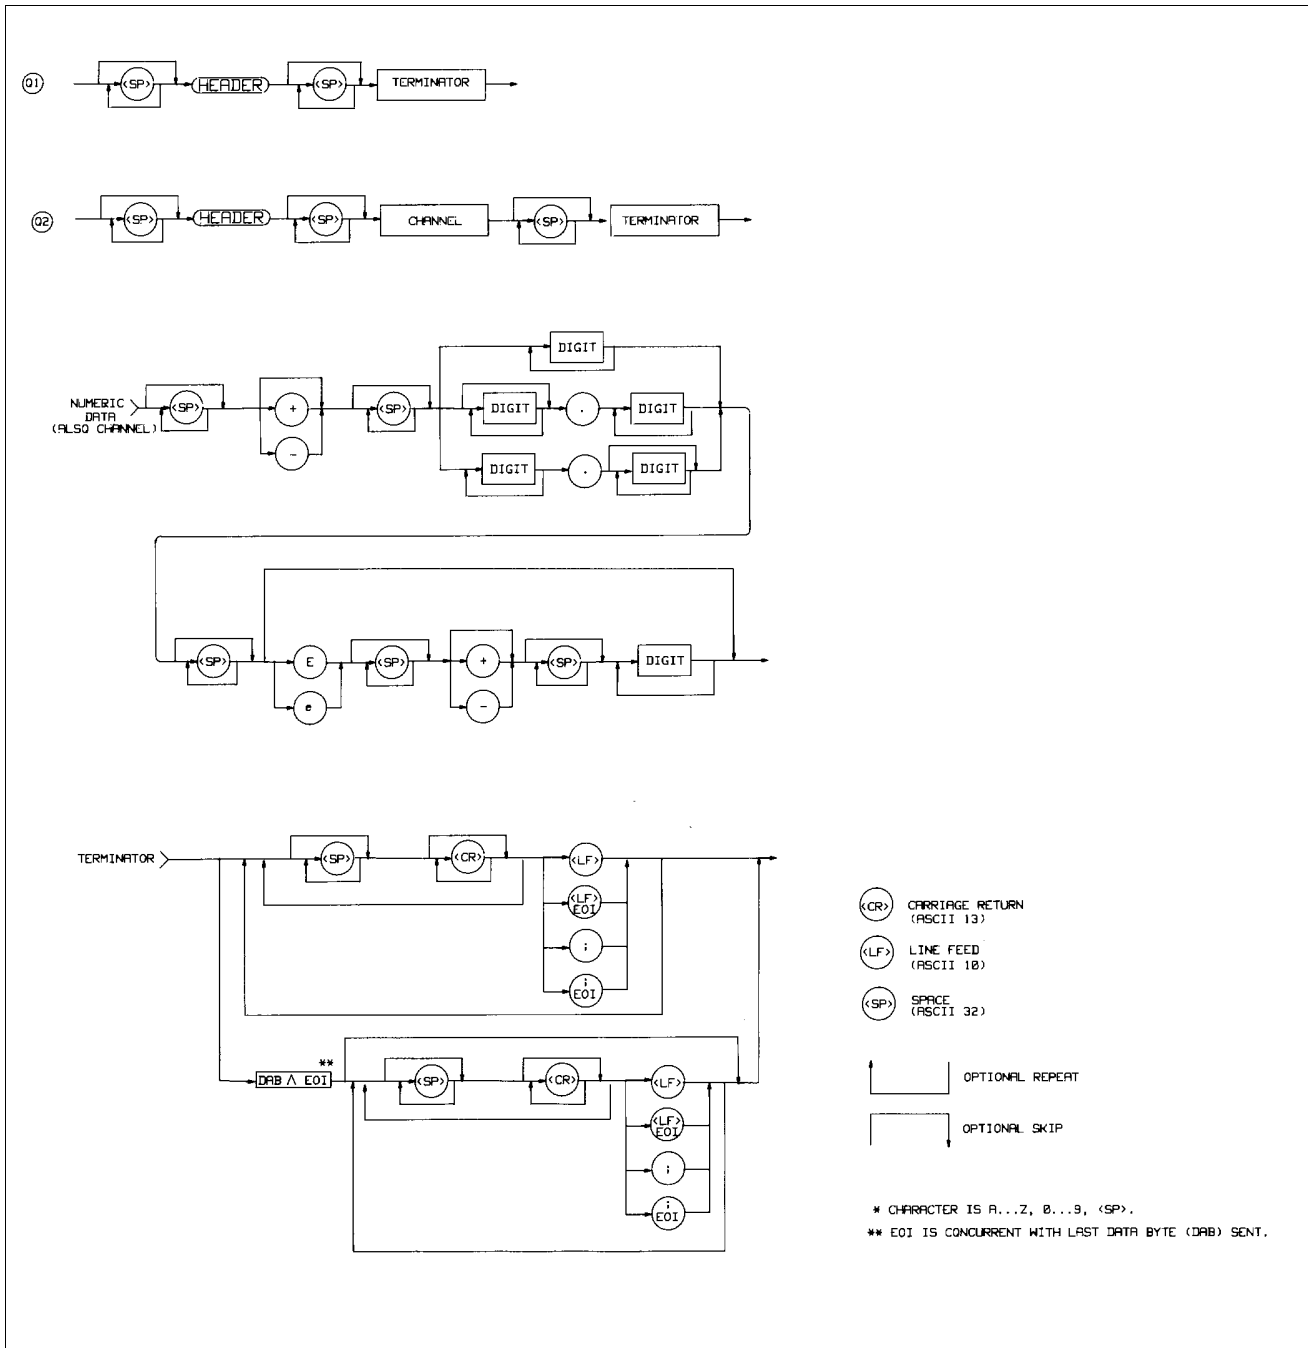 Q1 <SP> HEADER <SP> TERMINATOR
Q2 <SP> HEADER <SP> CHANNEL <SP> TERMINATOR
DIGIT
NUMERIC
DATA
(ALSO CHANNEL)
<SP> + <SP> DIGIT . DIGIT
-
DIGIT . DIGIT
<SP> E <SP> + <SP> DIGIT
e -
TERMINATOR <SP> <CR> <LF>
<LF>
EOI
;
;
EOI
**
DAB Λ EOI <SP> <CR> <LF>
<LF>
EOI
;
;
EOI
<CR> CARRIAGE RETURN
(ASCII 13)
<LF> LINE FEED
(ASCII 10)
<SP> SPACE
(ASCII 32)
OPTIONAL REPEAT
OPTIONAL SKIP
* CHARACTER IS A...Z, 0...9, <SP>.
** EOI IS CONCURRENT WITH LAST DATA BYTE (DAB) SENT.